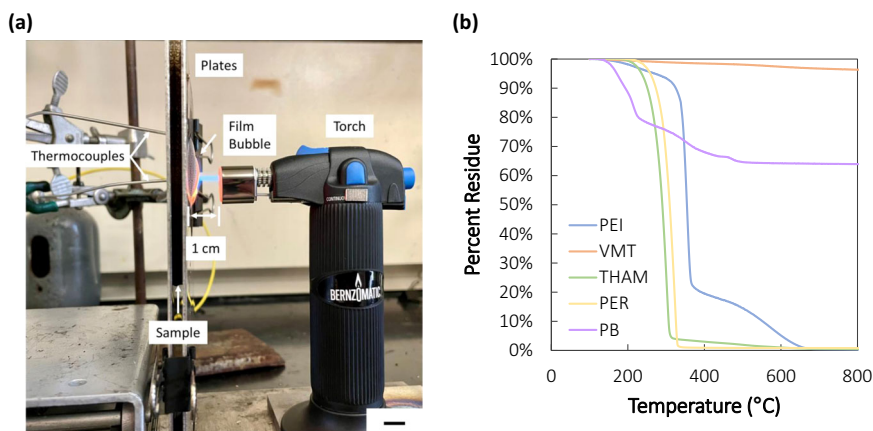 (a)
Plates
Film
Bubble
Torch
Thermocouples
1 cm
BERNZOMATIC
Sample
(b)
Percent Residue
100%
90%
80%
70%
60%
50%
40%
30%
20%
10%
0%
PEI
VMT
THAM
PER
PB
0
200
400
600
800
Temperature (°C)